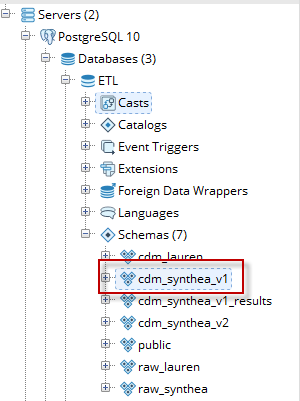 Servers (2)
PostgreSQL 10
Databases (3)
ETL
Casts
Catalogs
Event Triggers
Extensions
Foreign Data Wrappers
Languages
Schemas (7)
cdm_lauren
cdm_synthea_v1
cdm_synthea_v1_results
cdm_synthea_v2
public
raw_lauren
raw_synthea